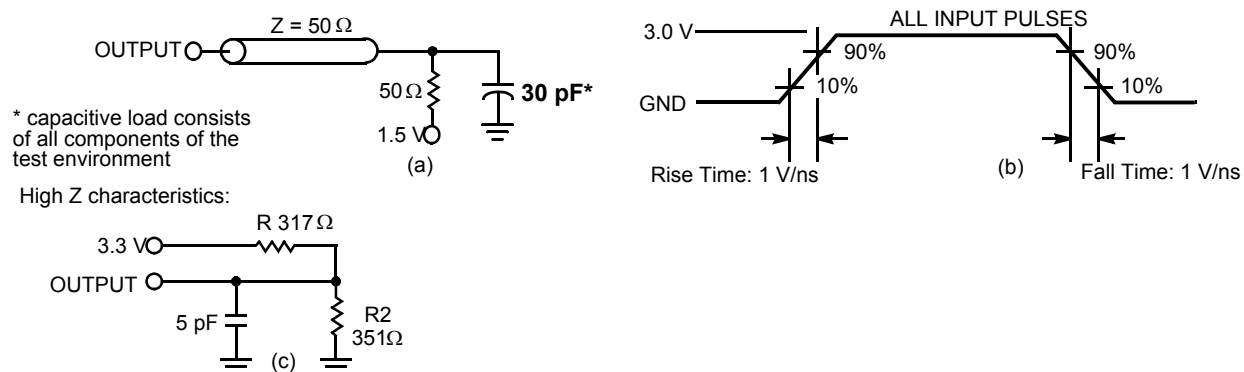 Z = 50 Ω
OUTPUT
50 Ω
30 pF*
1.5 V
(a)
* capacitive load consists
of all components of the
test environment
High Z characteristics:
R 317 Ω
3.3 V
OUTPUT
5 pF
R2
351Ω
(c)
ALL INPUT PULSES
3.0 V
90%
10%
GND
90%
10%
Rise Time: 1 V/ns
(b)
Fall Time: 1 V/ns